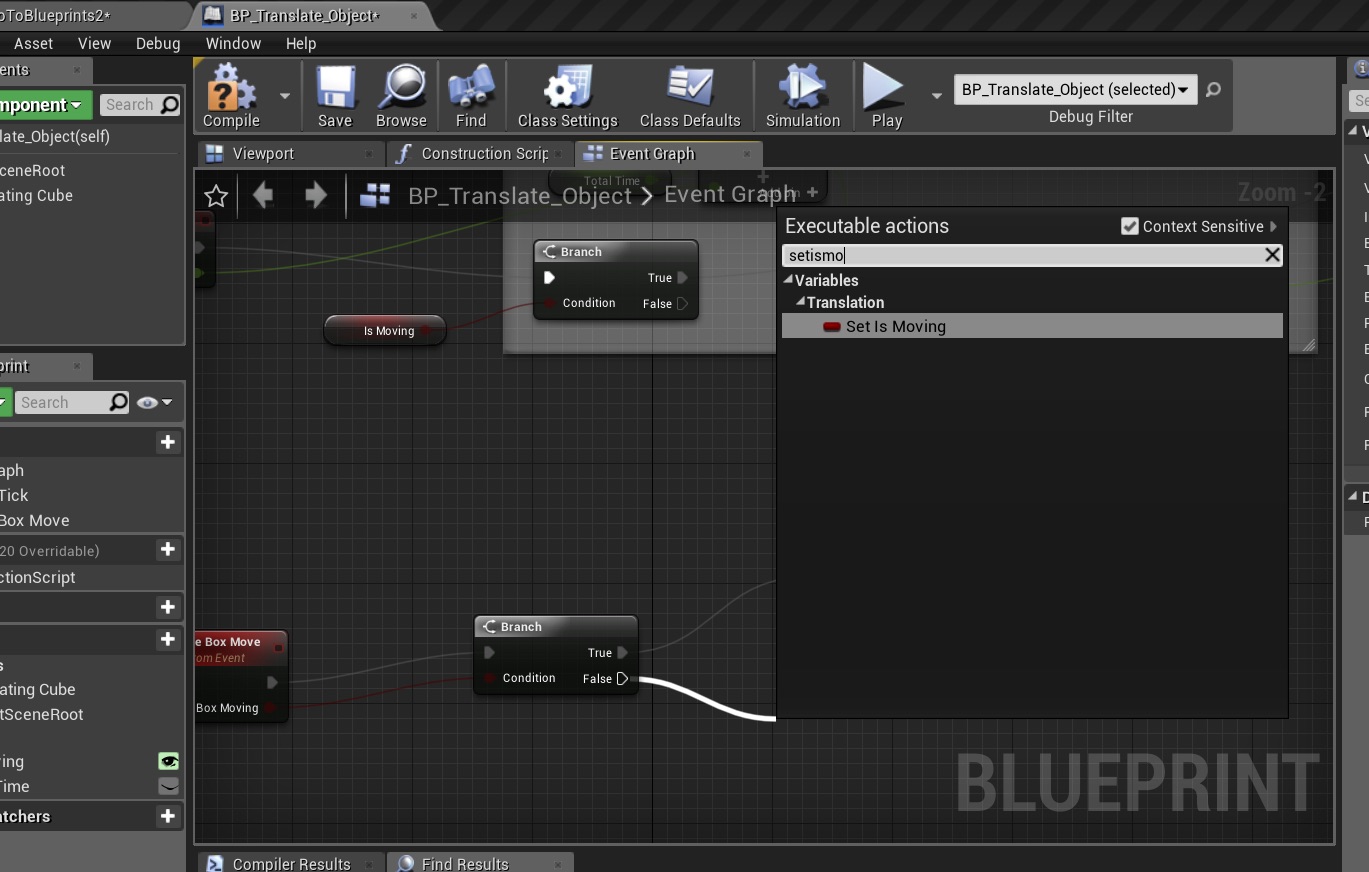 oToBlueprints2*
BP_Translate_Object*
Asset View Debug Window Help
ents
mponent
Search
Compile Save Browse Find Class Settings Class Defaults Simulation Play
BP_Translate_Object (selected)
Debug Filter
late_Object(self)
Viewport Construction Scrip Event Graph
ceneRoot
ating Cube
Total Time
BP_Translate_Object > Event Graph
Zoom -2
Executable actions
Context Sensitive
setismo
Variables
Translation
Set Is Moving
Branch
True
Condition False
Is Moving
print
Search
aph
Tick
Box Move
20 Overridable)
ctionScript
s
ating Cube
tSceneRoot
ing
Time
atchers
e Box Move
om Event
Box Moving
Branch
True
Condition False
BLUEPRINT
Compiler Results Find Results